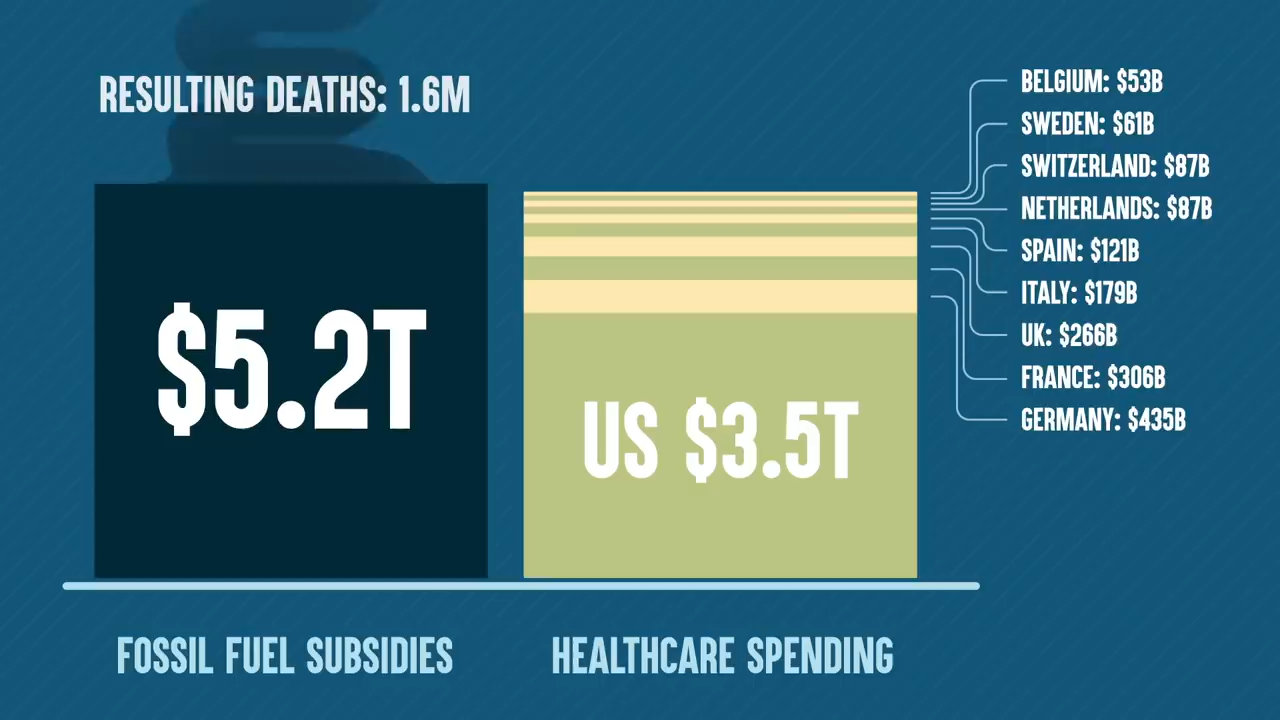 RESULTING DEATHS: 1.6M
$5.2T
FOSSIL FUEL SUBSIDIES
US $3.5T
HEALTHCARE SPENDING
BELGIUM: $53B
SWEDEN: $61B
SWITZERLAND: $87B
NETHERLANDS: $87B
SPAIN: $121B
ITALY: $179B
UK: $266B
FRANCE: $306B
GERMANY: $435B